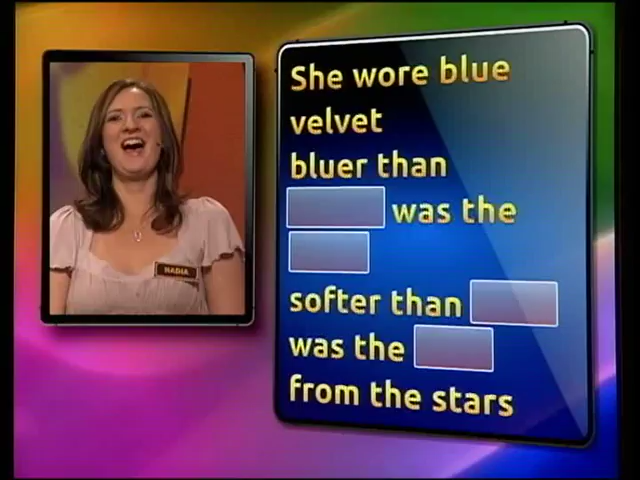 NADIA
She wore blue
velvet
bluer than
was the
softer than
was the
from the stars